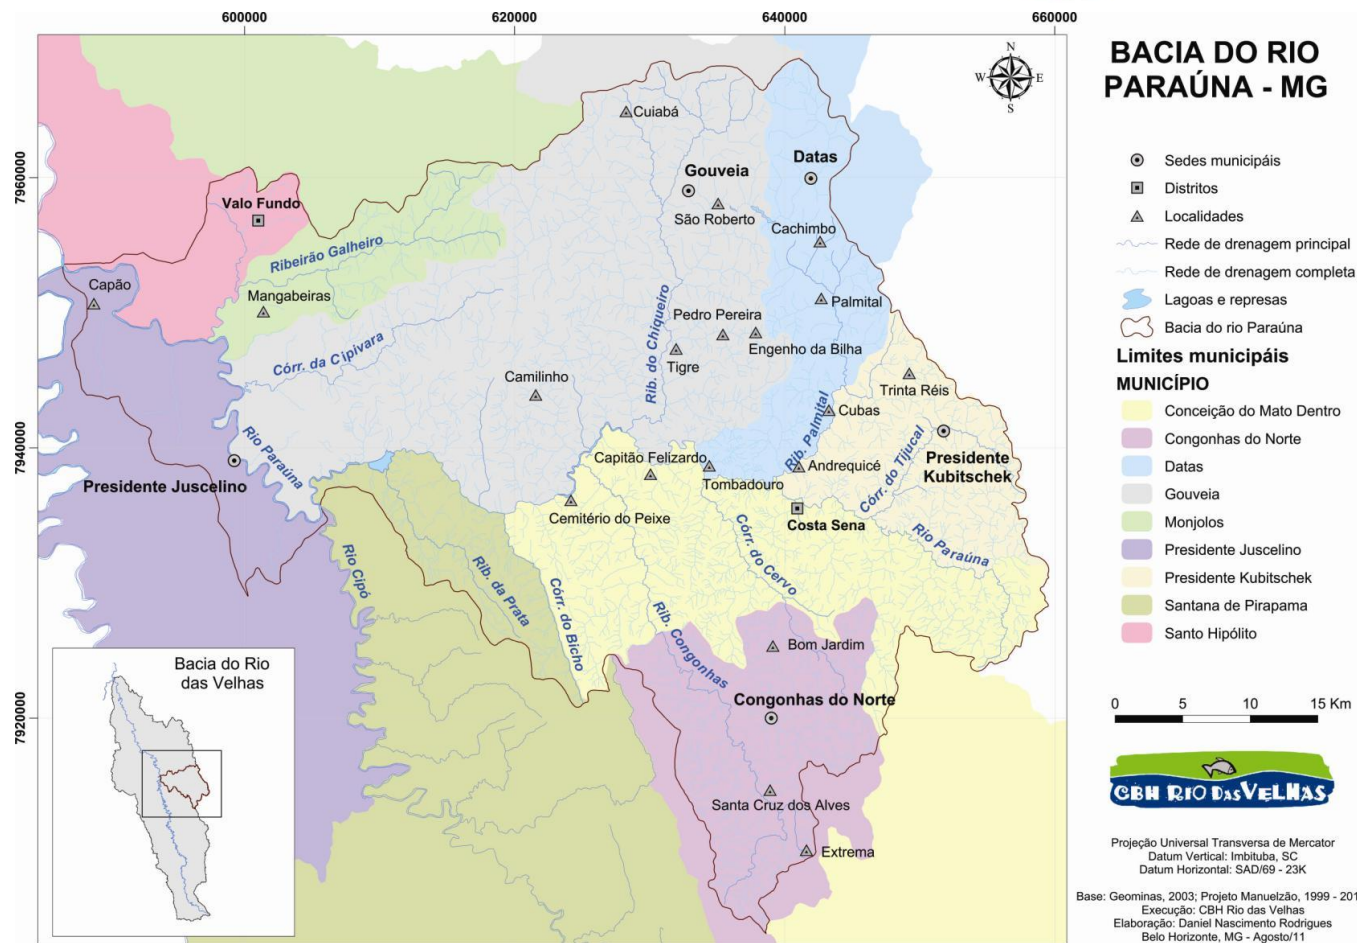 600000
620000
640000
660000
7960000
7940000
7920000
N
W
E
S
Cuiabá
Gouveia
Datas
São Roberto
Valo Fundo
Cachimbo
Ribeirão Galheiro
Capão
Mangabeiras
Palmital
Pedro Pereira
Engenho da Bilha
Rib. do Chiqueiro
Córr. da Cipivara
Tigre
Camilinho
Trinta Réis
Cubas
Rib. Palmital
Rio Paraúna
Capitão Felizardo
Andrequicé
Córr. do Tijucal
Presidente
Kubitschek
Presidente Juscelino
Tombadouro
Cemitério do Peixe
Costa Sena
Rio Paraúna
Rio Cipó
Rib. da Prata
Córr. do Bicho
Córr. do Cervo
Rib. Congonhas
Bom Jardim
Congonhas do Norte
Santa Cruz dos Alves
Extrema
Bacia do Rio
das Velhas
BACIA DO RIO
PARAÚNA - MG
Sedes municipáis
Distritos
Localidades
Rede de drenagem principal
Rede de drenagem completa
Lagoas e represas
Bacia do rio Paraúna
Limites municipáis
MUNICÍPIO
Conceição do Mato Dentro
Congonhas do Norte
Datas
Gouveia
Monjolos
Presidente Juscelino
Presidente Kubitschek
Santana de Pirapama
Santo Hipólito
0 5 10 15 Km
CBH RIO DAS VELHAS
Projeção Universal Transversa de Mercator
Datum Vertical: Imbituba, SC
Datum Horizontal: SAD/69 - 23K
Base: Geominas, 2003; Projeto Manuelzão, 1999 - 201
Execução: CBH Rio das Velhas
Elaboração: Daniel Nascimento Rodrigues
Belo Horizonte, MG - Agosto/11